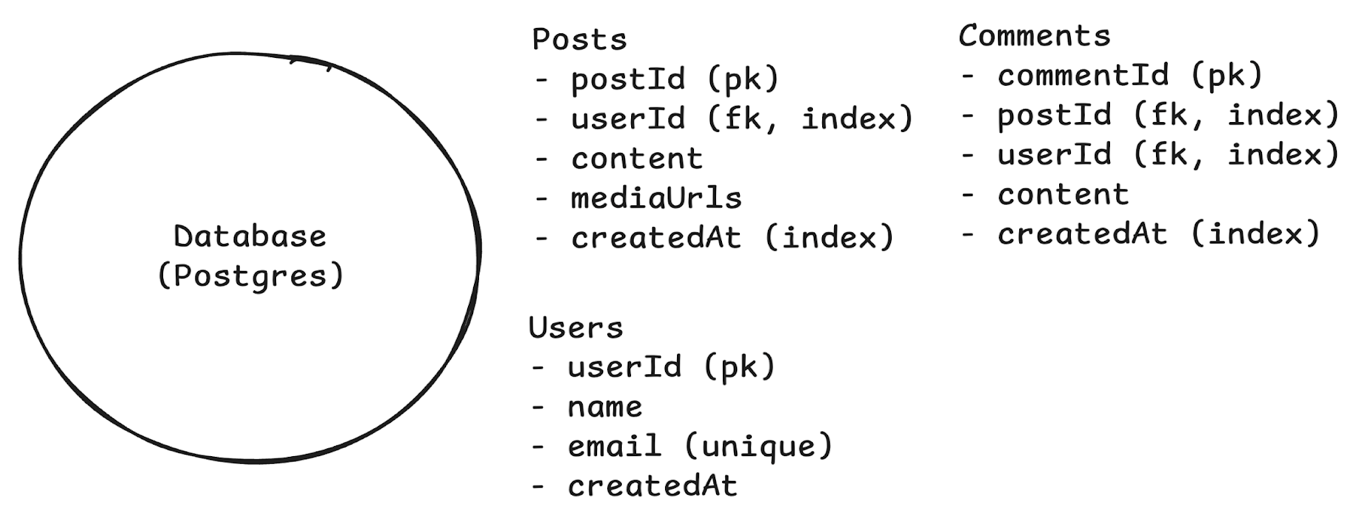 Database
(Postgres)
Posts
- postId (pk)
- userId (fk, index)
- content
- mediaUrls
- createdAt (index)
Comments
- commentId (pk)
- postId (fk, index)
- userId (fk, index)
- content
- createdAt (index)
Users
- userId (pk)
- name
- email (unique)
- createdAt